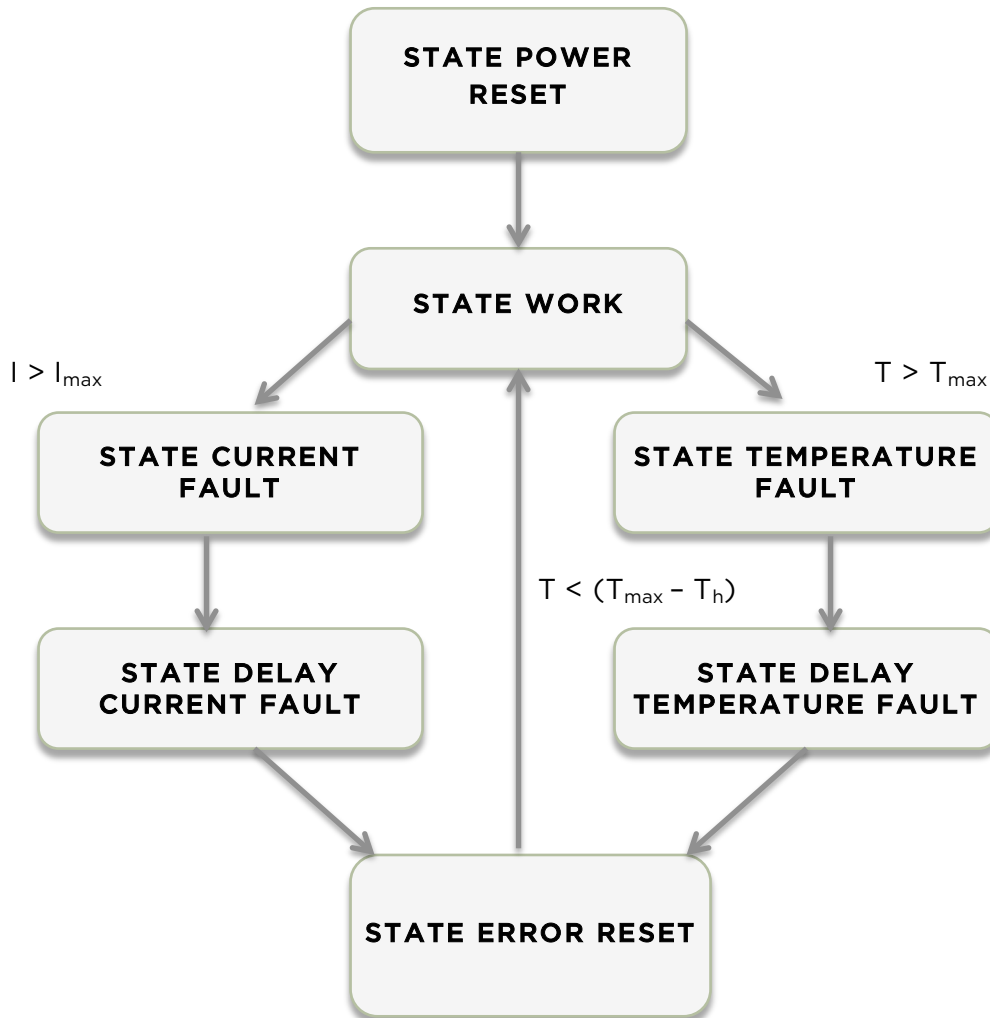 STATE POWER
RESET
STATE WORK
I > Imax
T > Tmax
STATE CURRENT
FAULT
STATE TEMPERATURE
FAULT
T < (Tmax – Th)
STATE DELAY
CURRENT FAULT
STATE DELAY
TEMPERATURE FAULT
STATE ERROR RESET